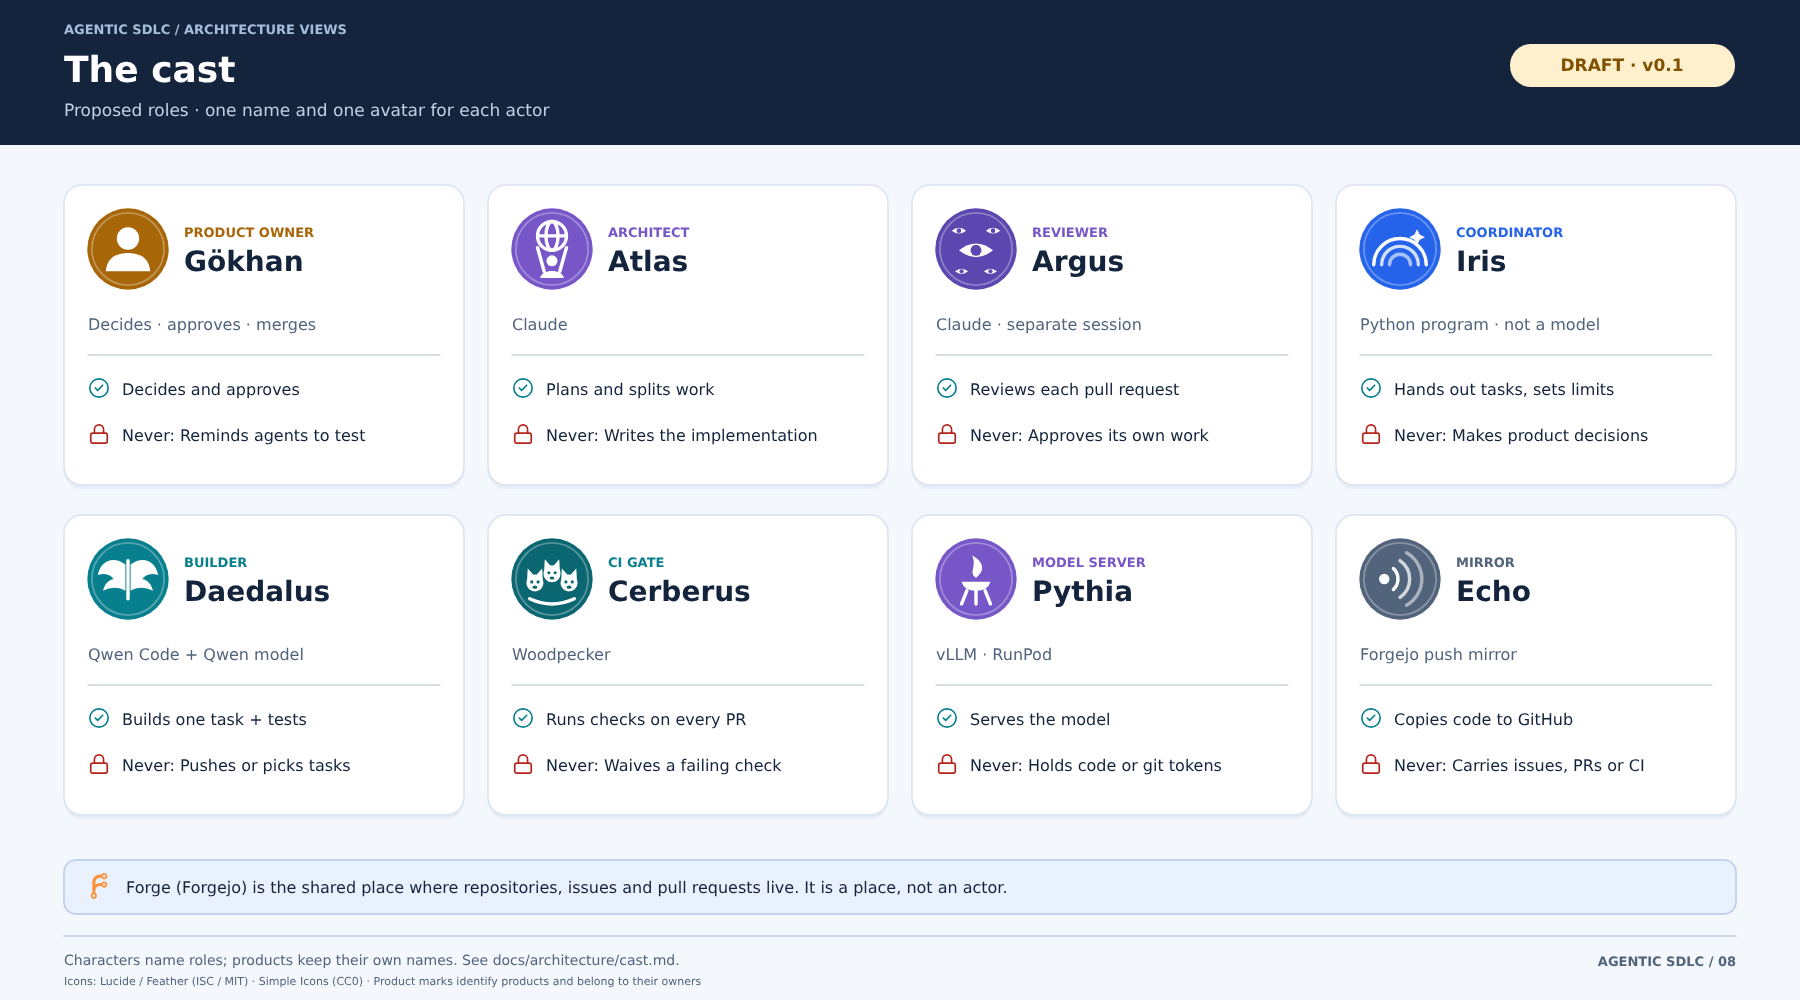 AGENTIC SDLC / ARCHITECTURE VIEWS
The cast
Proposed roles · one name and one avatar for each actor
DRAFT · v0.1
PRODUCT OWNER
Gökhan
Decides · approves · merges
Decides and approves
Never: Reminds agents to test
ARCHITECT
Atlas
Claude
Plans and splits work
Never: Writes the implementation
REVIEWER
Argus
Claude · separate session
Reviews each pull request
Never: Approves its own work
COORDINATOR
Iris
Python program · not a model
Hands out tasks, sets limits
Never: Makes product decisions
BUILDER
Daedalus
Qwen Code + Qwen model
Builds one task + tests
Never: Pushes or picks tasks
CI GATE
Cerberus
Woodpecker
Runs checks on every PR
Never: Waives a failing check
MODEL SERVER
Pythia
vLLM · RunPod
Serves the model
Never: Holds code or git tokens
MIRROR
Echo
Forgejo push mirror
Copies code to GitHub
Never: Carries issues, PRs or CI
Forge (Forgejo) is the shared place where repositories, issues and pull requests live. It is a place, not an actor.
Characters name roles; products keep their own names. See docs/architecture/cast.md.
AGENTIC SDLC / 08
Icons: Lucide / Feather (ISC / MIT) · Simple Icons (CC0) · Product marks identify products and belong to their owners